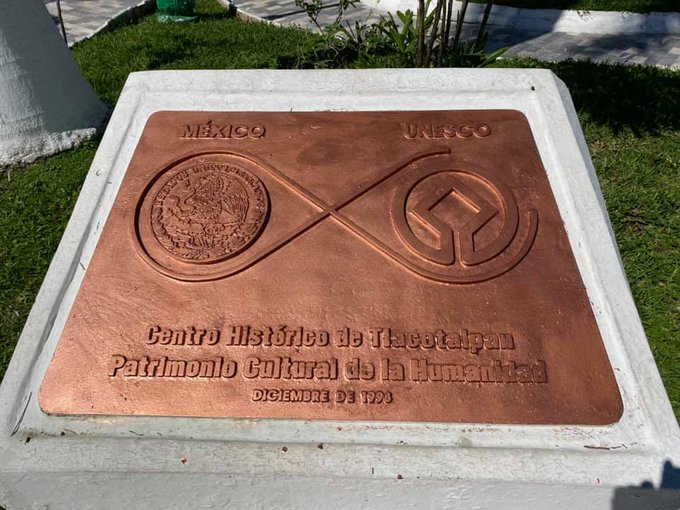 MÉXICO UNESCO
Centro Histórico de Tlacotalpan
Patrimonio Cultural de la Humanidad
DICIEMBRE DE 1998